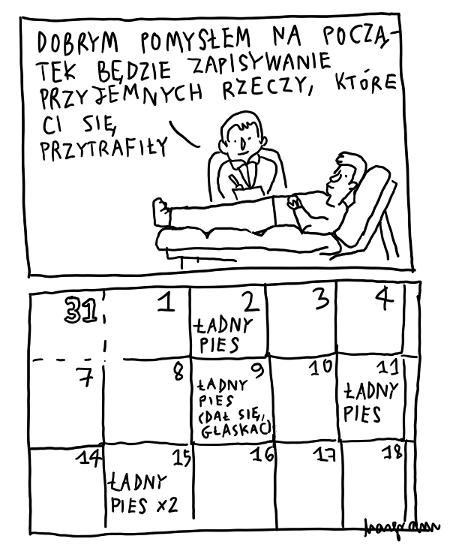 DOBRYM POMYSŁEM NA POCZĄ-
TEK BĘDZIE ZAPISYWANIE
PRZYJEMNYCH RZECZY, KTÓRE
CI SIĘ
PRZYTRAFIŁY
31 1 2 3 4
ŁADNY
PIES
7 8 9 10 11
ŁADNY
PIES
(DAŁ SIĘ,
GŁASKAĆ)
ŁADNY
PIES
14 15 16 17 18
ŁADNY
PIES x2